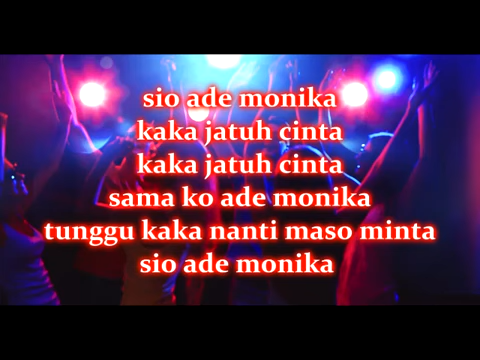 sio ade monika
kaka jatuh cinta
kaka jatuh cinta
sama ko ade monika
tunggu kaka nanti maso minta
sio ade monika